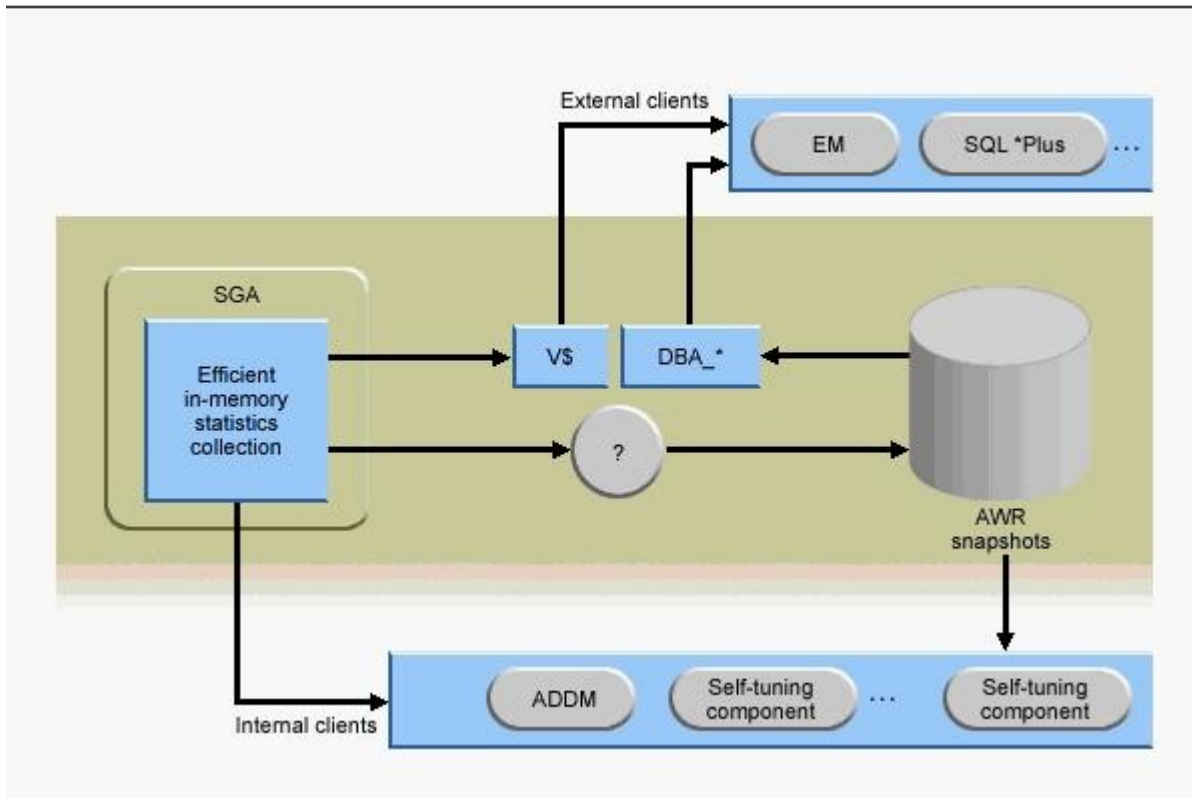 External clients
EM
SQL *Plus
...
SGA
Efficient
in-memory
statistics
collection
V$
DBA_*
?
AWR
snapshots
Internal clients
ADDM
Self-tuning
component
...
Self-tuning
component